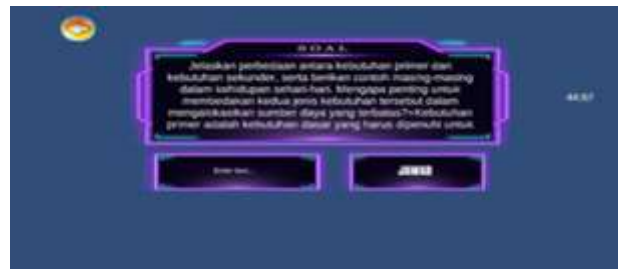 SOAL
Jelaskan perbedaan antara kebutuhan primer dan
kebutuhan sekunder, serta berikan contoh masing-masing
dalam kehidupan sehari-hari. Mengapa penting untuk
membedakan kedua jenis kebutuhan tersebut dalam
mengalokasikan sumber daya yang terbatas?=Kebutuhan
primer adalah kebutuhan dasar yang harus dipenuhi untuk
Enter text...